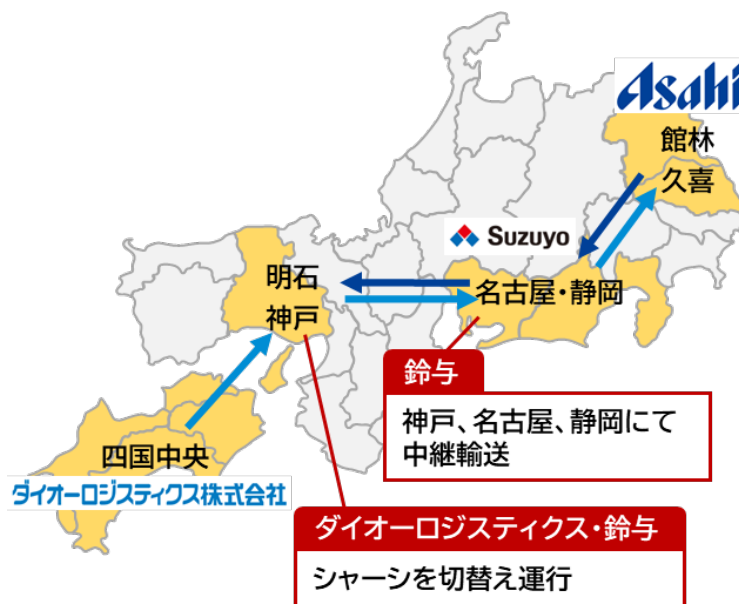 Asahi
館林
久喜
Suzuyo
明石
神戸
名古屋・静岡
鈴与
神戸、名古屋、静岡にて
中継輸送
四国中央
ダイオーロジスティクス株式会社
ダイオーロジスティクス・鈴与
シャーシを切替え運行